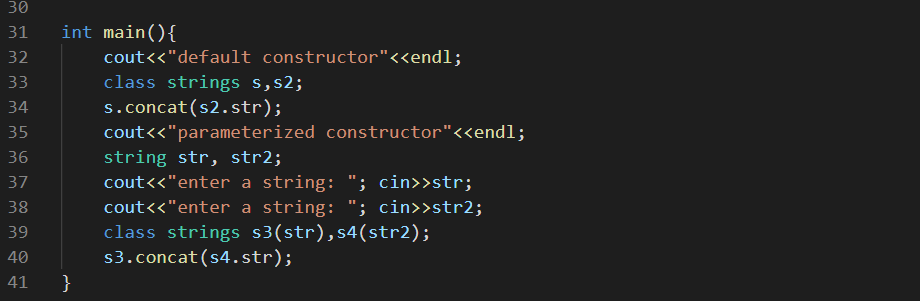 30
31 int main(){
32 cout<<"default constructor"<<endl;
33 class strings s,s2;
34 s.concat(s2.str);
35 cout<<"parameterized constructor"<<endl;
36 string str, str2;
37 cout<<"enter a string: "; cin>>str;
38 cout<<"enter a string: "; cin>>str2;
39 class strings s3(str),s4(str2);
40 s3.concat(s4.str);
41 }